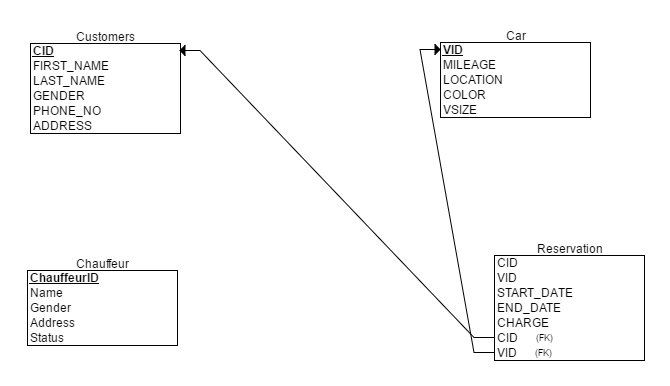 Customers
CID
FIRST_NAME
LAST_NAME
GENDER
PHONE_NO
ADDRESS
Car
VID
MILEAGE
LOCATION
COLOR
VSIZE
Chauffeur
ChauffeurID
Name
Gender
Address
Status
Reservation
CID
VID
START_DATE
END_DATE
CHARGE
CID (FK)
VID (FK)